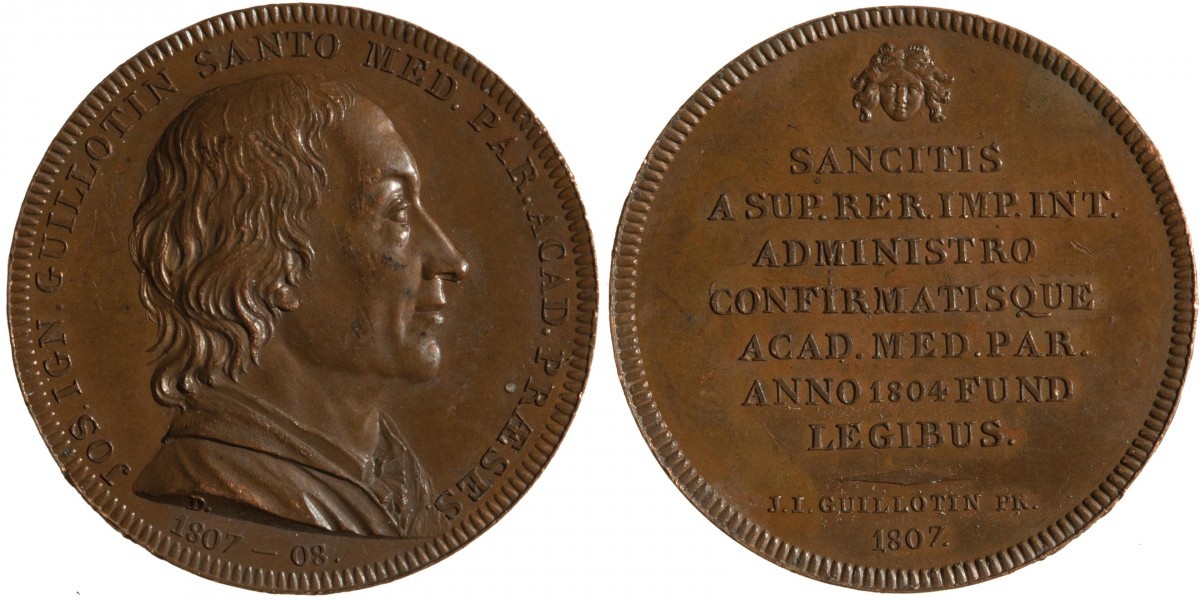 JOS. IGN. GUILLOTIN SANTO MED. PAR. ACAD. PRÆSES
D.
1807 – 08.
SANCITIS
A SUP. RER. IMP. INT.
ADMINISTRO
CONFIRMATISQUE
ACAD. MED. PAR.
ANNO 1804 FUND
LEGIBUS.
J. I. GUILLOTIN PR.
1807.